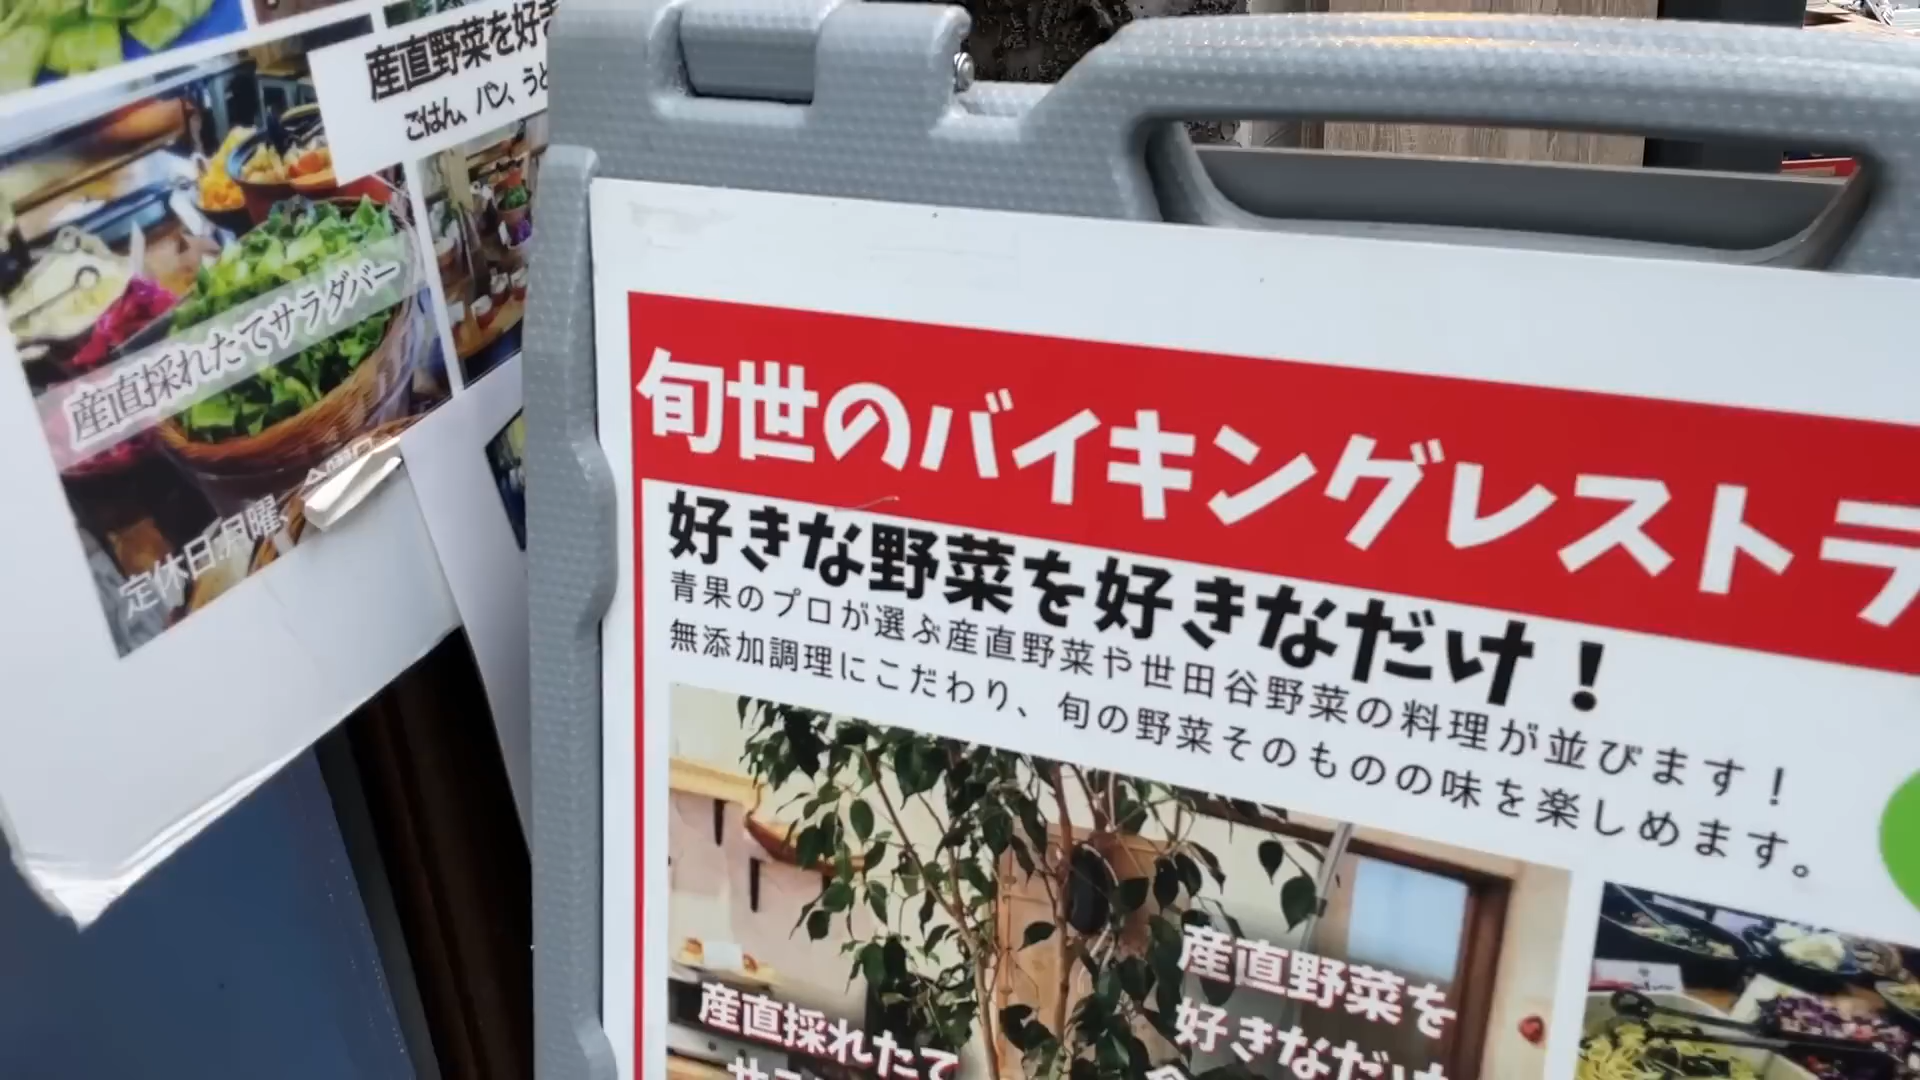 産直野菜を好き
ごはん、パン、うど
産直採れたてサラダバー
定休日:月曜、
旬世のバイキングレストラ
好きな野菜を好きなだけ！
青果のプロが選ぶ産直野菜や世田谷野菜の料理が並びます！
無添加調理にこだわり、旬の野菜そのものの味を楽しめます。
産直野菜を
好きなだけ
産直採れたて
サラ